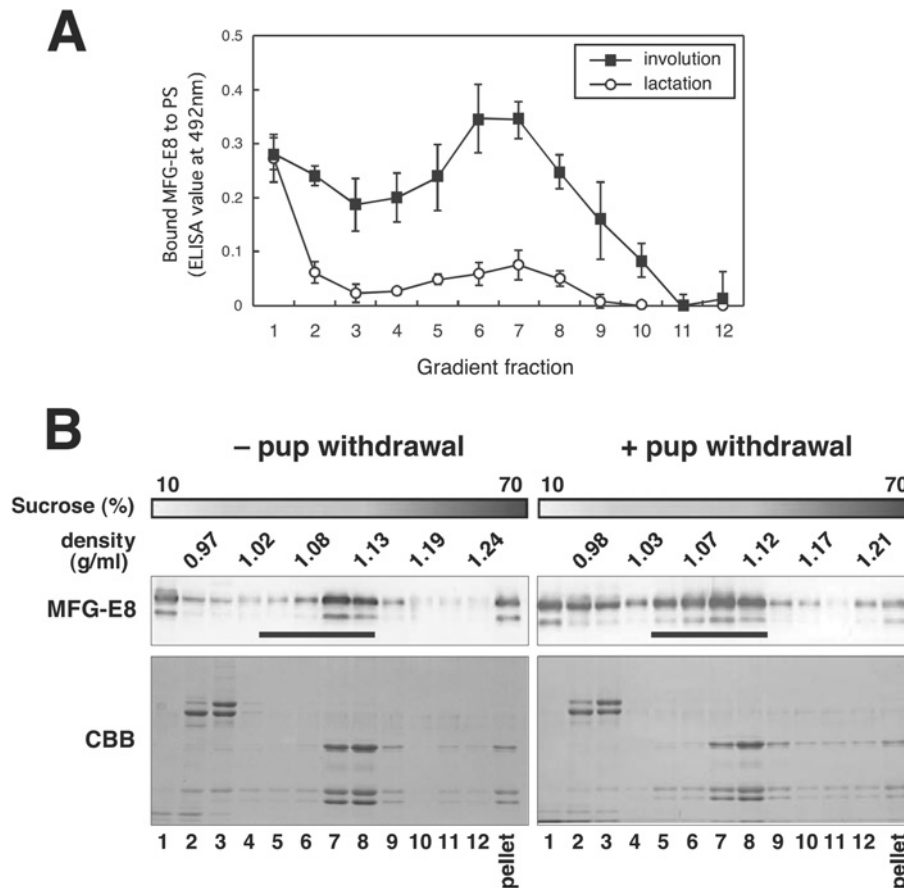 A
Bound MFG-E8 to PS
(ELISA value at 492nm)
0.5
0.4
0.3
0.2
0.1
0
involution
lactation
1 2 3 4 5 6 7 8 9 10 11 12
Gradient fraction
B
– pup withdrawal
+ pup withdrawal
10 70 10 70
Sucrose (%)
density
(g/ml)
0.97 1.02 1.08 1.13 1.19 1.24
0.98 1.03 1.07 1.12 1.17 1.21
MFG-E8
CBB
1 2 3 4 5 6 7 8 9 10 11 12 pellet
1 2 3 4 5 6 7 8 9 10 11 12 pellet